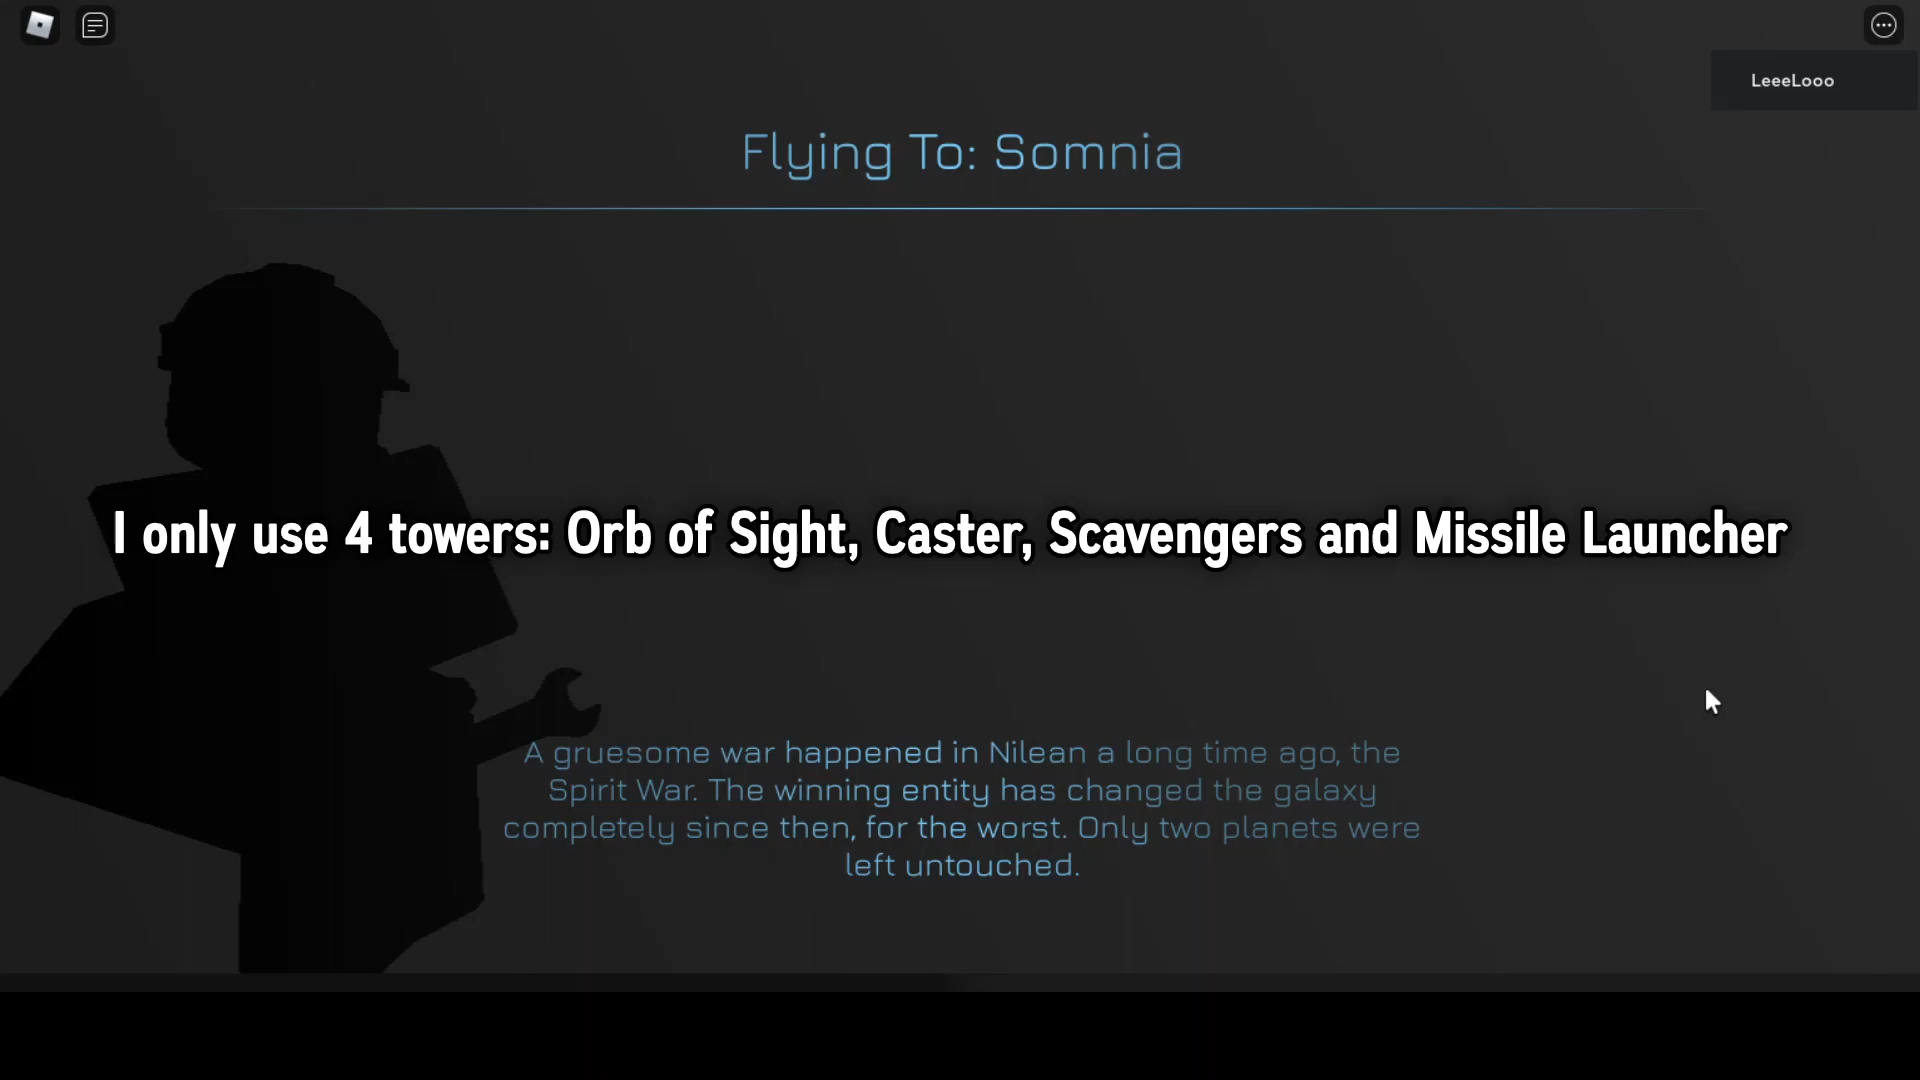 LeeeLooo
Flying To: Somnia
I only use 4 towers: Orb of Sight, Caster, Scavengers and Missile Launcher
A gruesome war happened in Nilean a long time ago, the
Spirit War. The winning entity has changed the galaxy
completely since then, for the worst. Only two planets were
left untouched.